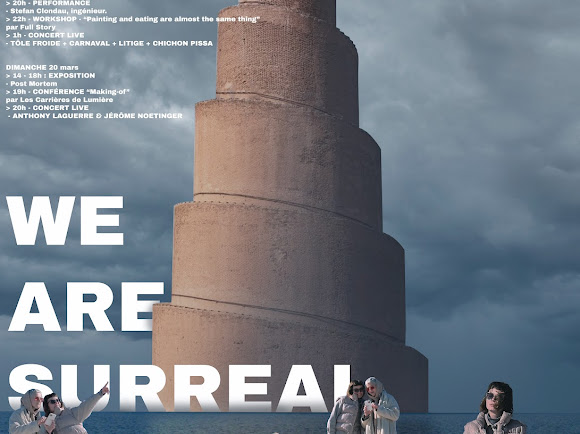 > 20h - PERFORMANCE
- Stefan Clondau, ingénieur.
> 22h - WORKSHOP - “Painting and eating are almost the same thing”
par Full Story
> 1h - CONCERT LIVE
- TÔLE FROIDE + CARNAVAL + LITIGE + CHICHON PISSA
DIMANCHE 20 mars
> 14 - 18h : EXPOSITION
- Post Mortem
> 19h - CONFÉRENCE “Making-of”
par Les Carrières de Lumière
> 20h - CONCERT LIVE
- ANTHONY LAGUERRE & JÉRÔME NOETINGER
WE
ARE
SURREAL